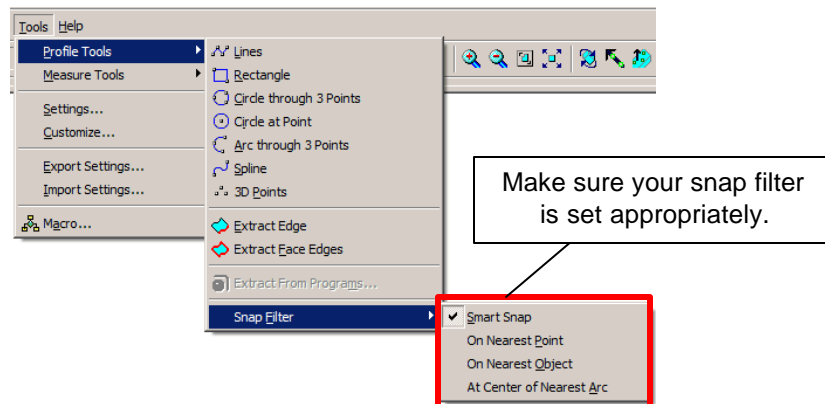 Tools Help
Profile Tools
Measure Tools
Settings...
Customize...
Export Settings...
Import Settings...
Macro...
Lines
Rectangle
Circle through 3 Points
Circle at Point
Arc through 3 Points
Spline
3D Points
Extract Edge
Extract Face Edges
Extract From Programs...
Snap Filter
Make sure your snap filter
is set appropriately.
Smart Snap
On Nearest Point
On Nearest Object
At Center of Nearest Arc